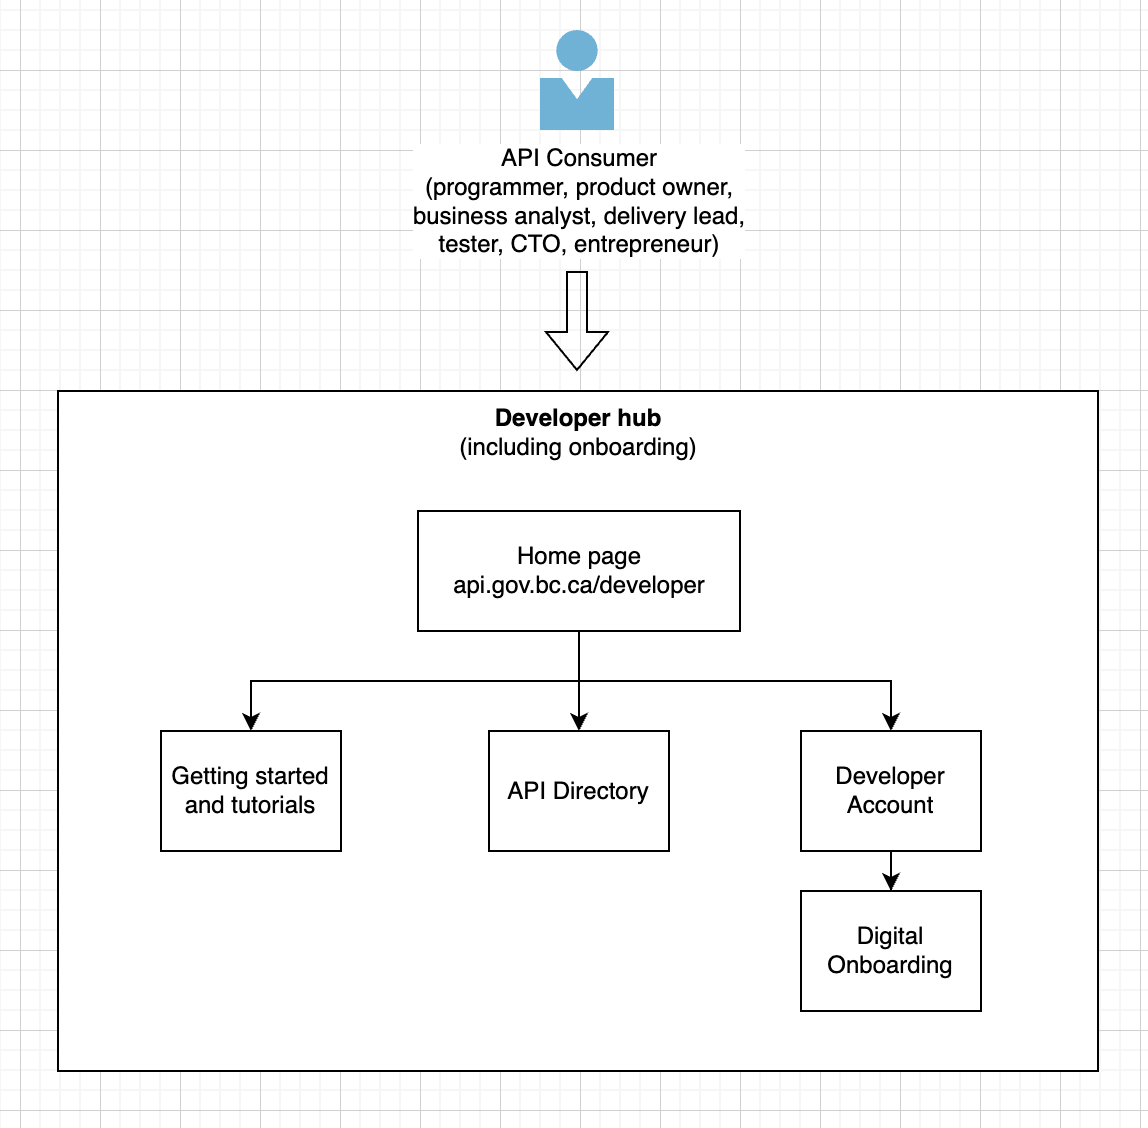 API Consumer
(programmer, product owner,
business analyst, delivery lead,
tester, CTO, entrepreneur)
Developer hub
(including onboarding)
Home page
api.gov.bc.ca/developer
Getting started
and tutorials
API Directory
Developer
Account
Digital
Onboarding